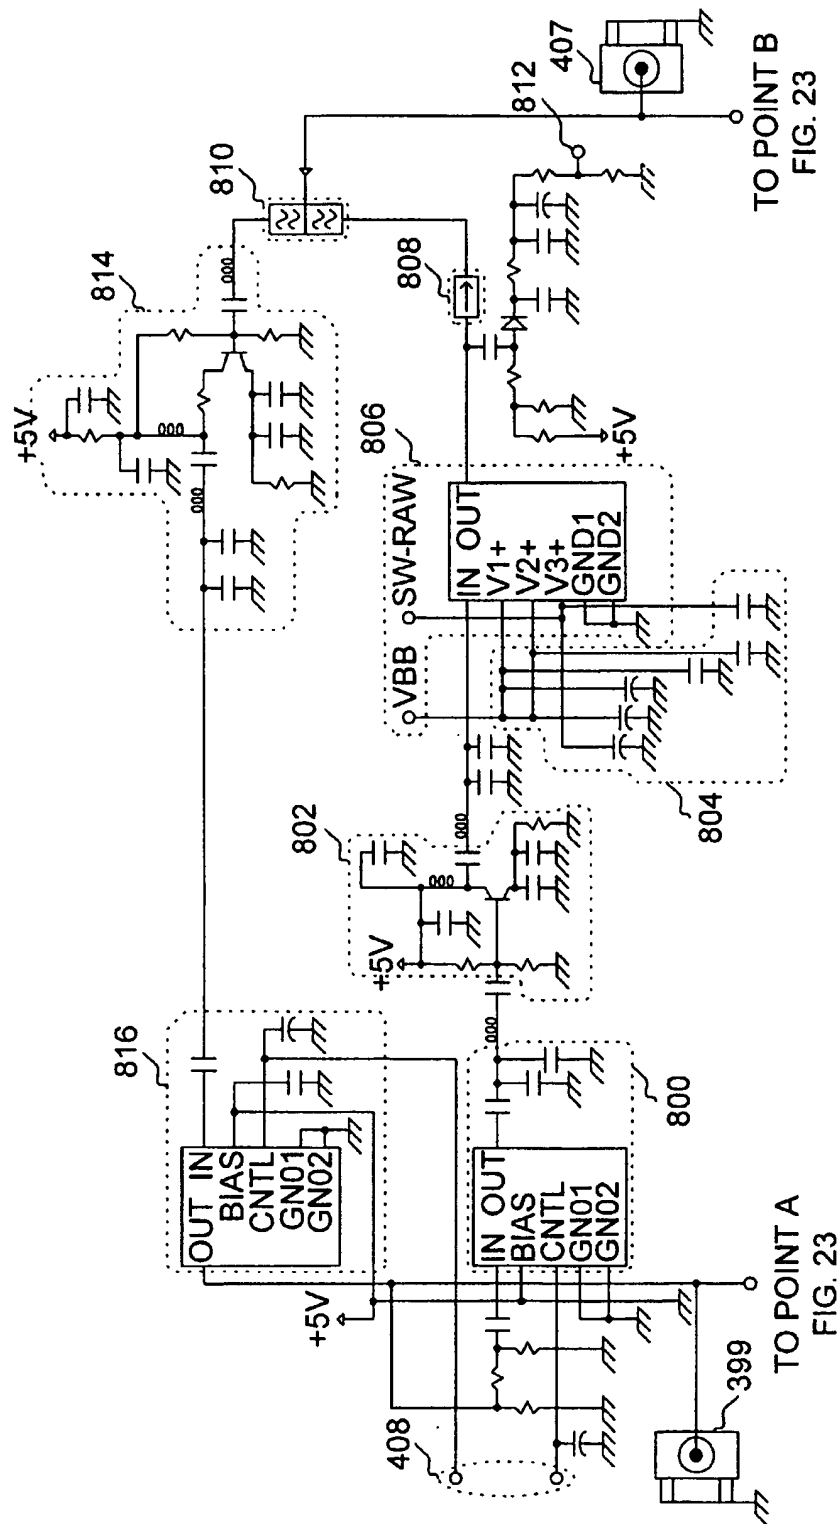 816
OUT IN
BIAS
CNTL
GN01
GN02
+5V
814
+5V
810
812
407
TO POINT B
FIG. 23
808
+5V
806
SW-RAW
VBB
IN OUT
V1+
V2+
V3+
GND1
GND2
804
802
+5V
800
IN OUT
BIAS
CNTL
GN01
GN02
408
399
TO POINT A
FIG. 23